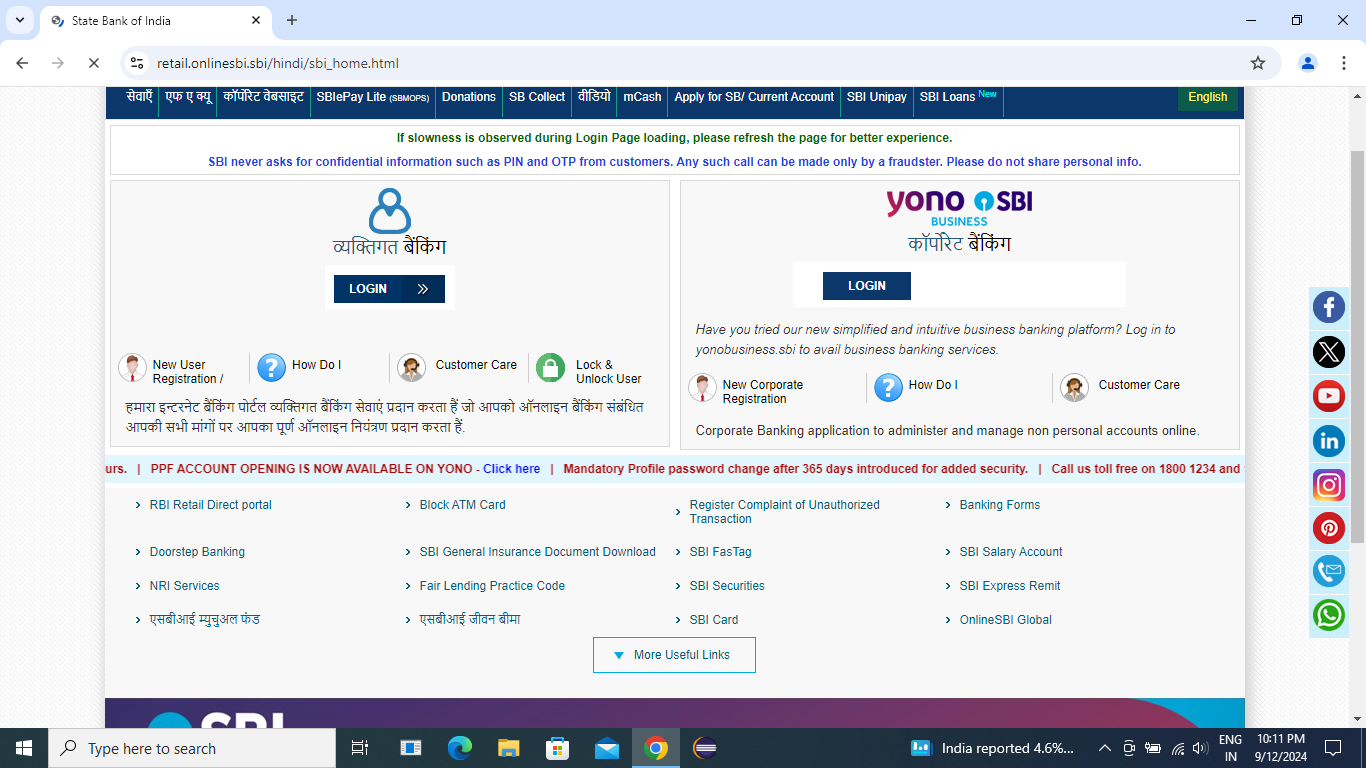 State Bank of India
retail.onlinesbi.sbi/hindi/sbi_home.html
सेवाएँ एफ ए क्यू कॉर्पोरेट वेबसाइट SBIePay Lite (SBMOPS) Donations SB Collect वीडियो mCash Apply for SB/ Current Account SBI Unipay SBI Loans New English
If slowness is observed during Login Page loading, please refresh the page for better experience.
SBI never asks for confidential information such as PIN and OTP from customers. Any such call can be made only by a fraudster. Please do not share personal info.
व्यक्तिगत बैंकिंग
LOGIN
New User
Registration /
How Do I
Customer Care
Lock &
Unlock User
हमारा इन्टरनेट बैंकिंग पोर्टल व्यक्तिगत बैंकिंग सेवाएं प्रदान करता हैं जो आपको ऑनलाइन बैंकिंग संबंधित
आपकी सभी मांगों पर आपका पूर्ण ऑनलाइन नियंत्रण प्रदान करता हैं.
yono SBI
BUSINESS
कॉर्पोरेट बैंकिंग
LOGIN
Have you tried our new simplified and intuitive business banking platform? Log in to
yonobusiness.sbi to avail business banking services.
New Corporate
Registration
How Do I
Customer Care
Corporate Banking application to administer and manage non personal accounts online.
urs. | PPF ACCOUNT OPENING IS NOW AVAILABLE ON YONO - Click here | Mandatory Profile password change after 365 days introduced for added security. | Call us toll free on 1800 1234 and
RBI Retail Direct portal
Block ATM Card
Register Complaint of Unauthorized
Transaction
Banking Forms
Doorstep Banking
SBI General Insurance Document Download
SBI FasTag
SBI Salary Account
NRI Services
Fair Lending Practice Code
SBI Securities
SBI Express Remit
एसबीआई म्युचुअल फंड
एसबीआई जीवन बीमा
SBI Card
OnlineSBI Global
More Useful Links
SBI
Type here to search
India reported 4.6%...
ENG
IN
10:11 PM
9/12/2024